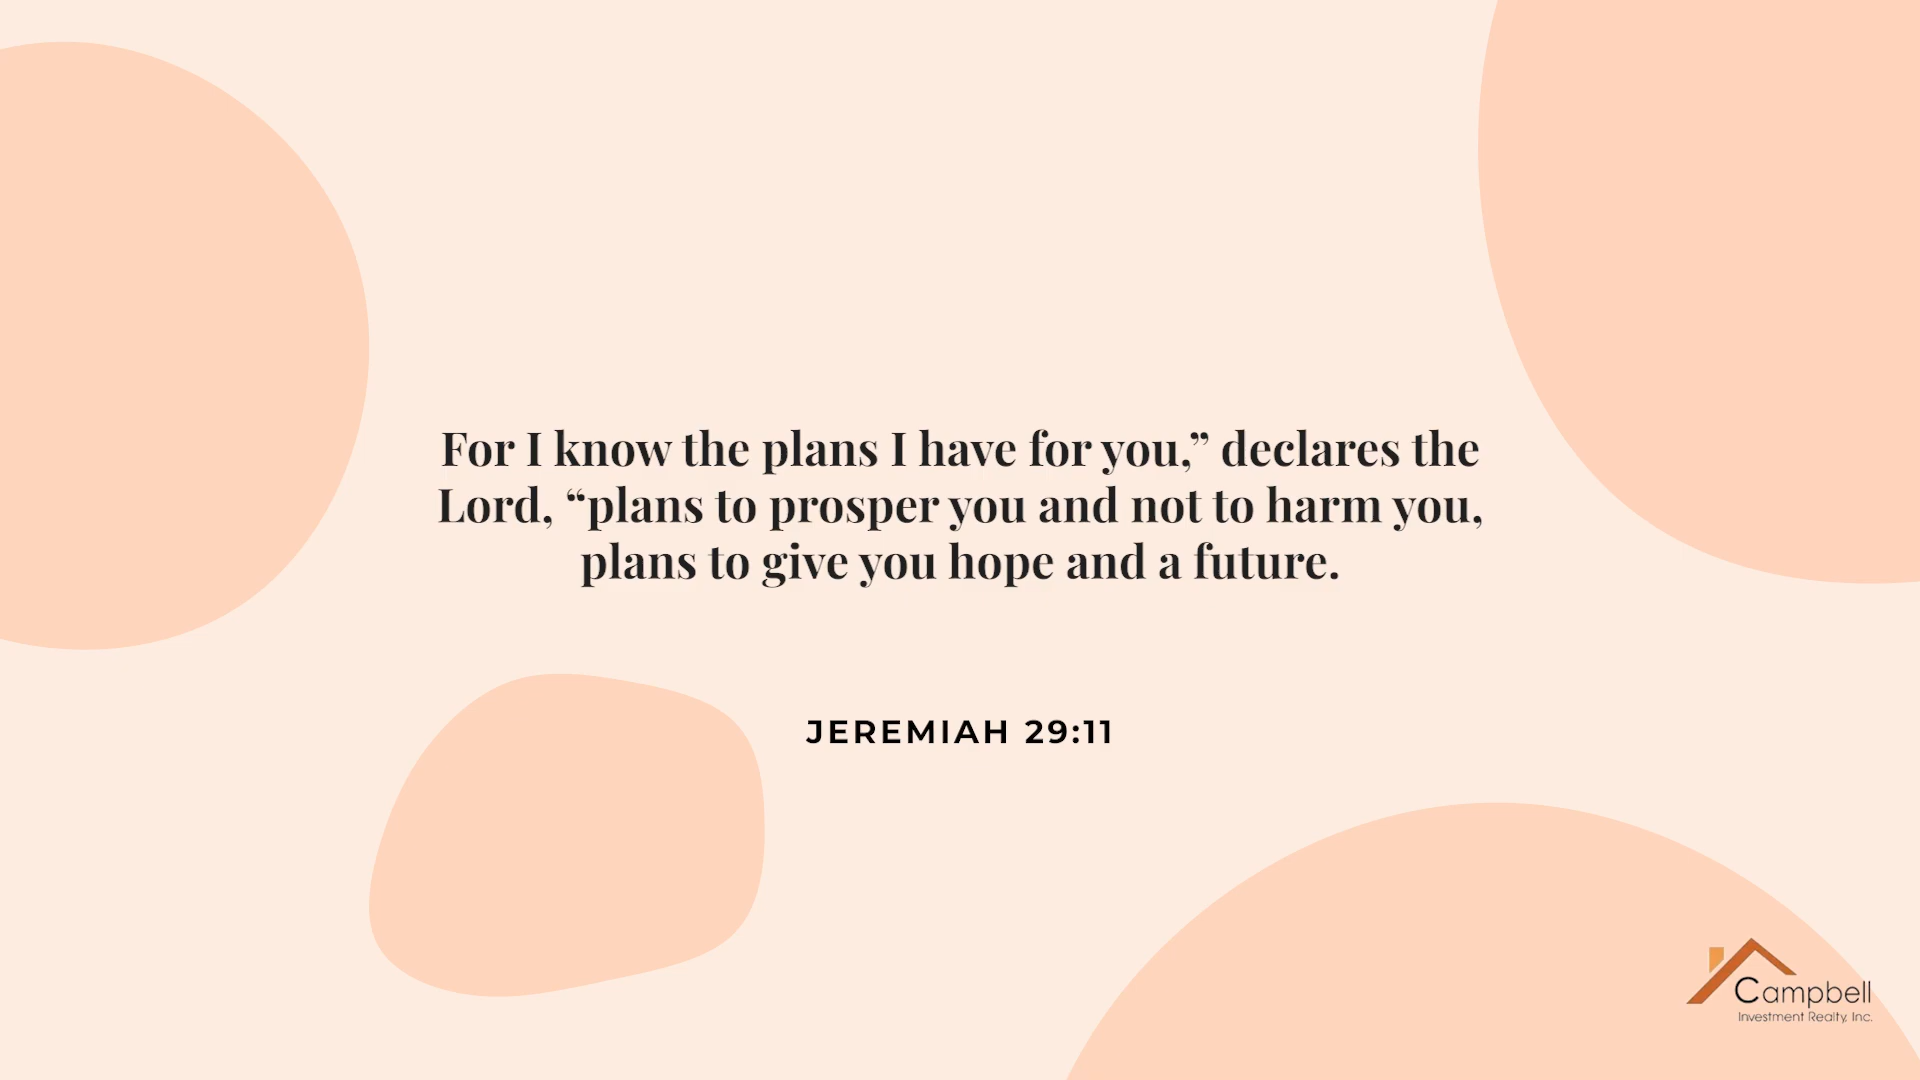 For I know the plans I have for you,” declares the
Lord, “plans to prosper you and not to harm you,
plans to give you hope and a future.
JEREMIAH 29:11
Campbell
Investment Realty, Inc.